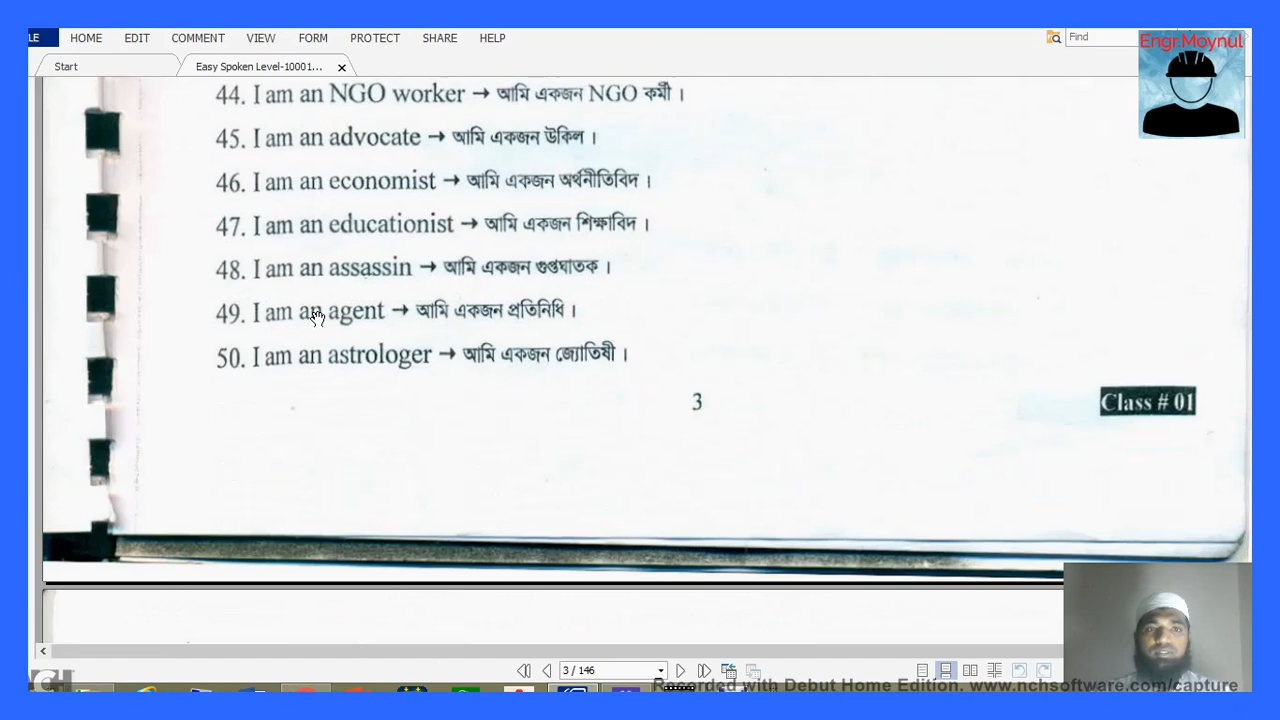 LE HOME EDIT COMMENT VIEW FORM PROTECT SHARE HELP Find
Engr.Moynul
Start Easy Spoken Level-10001... x
44. I am an NGO worker → আমি একজন NGO কর্মী ।
45. I am an advocate → আমি একজন উকিল ।
46. I am an economist → আমি একজন অর্থনীতিবিদ ।
47. I am an educationist → আমি একজন শিক্ষাবিদ ।
48. I am an assassin → আমি একজন গুপ্তঘাতক ।
49. I am an agent → আমি একজন প্রতিনিধি ।
50. I am an astrologer → আমি একজন জ্যোতিষী ।
3
Class # 01
3 / 146
Recorded with Debut Home Edition. www.nchsoftware.com/capture